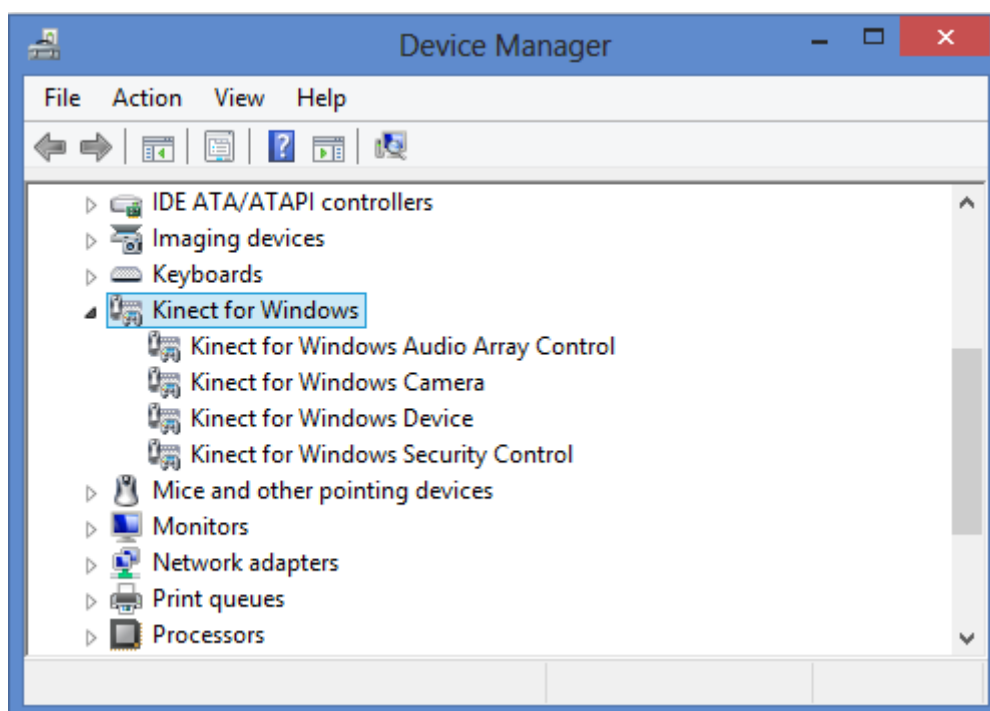 Device Manager
File Action View Help
IDE ATA/ATAPI controllers
Imaging devices
Keyboards
Kinect for Windows
Kinect for Windows Audio Array Control
Kinect for Windows Camera
Kinect for Windows Device
Kinect for Windows Security Control
Mice and other pointing devices
Monitors
Network adapters
Print queues
Processors